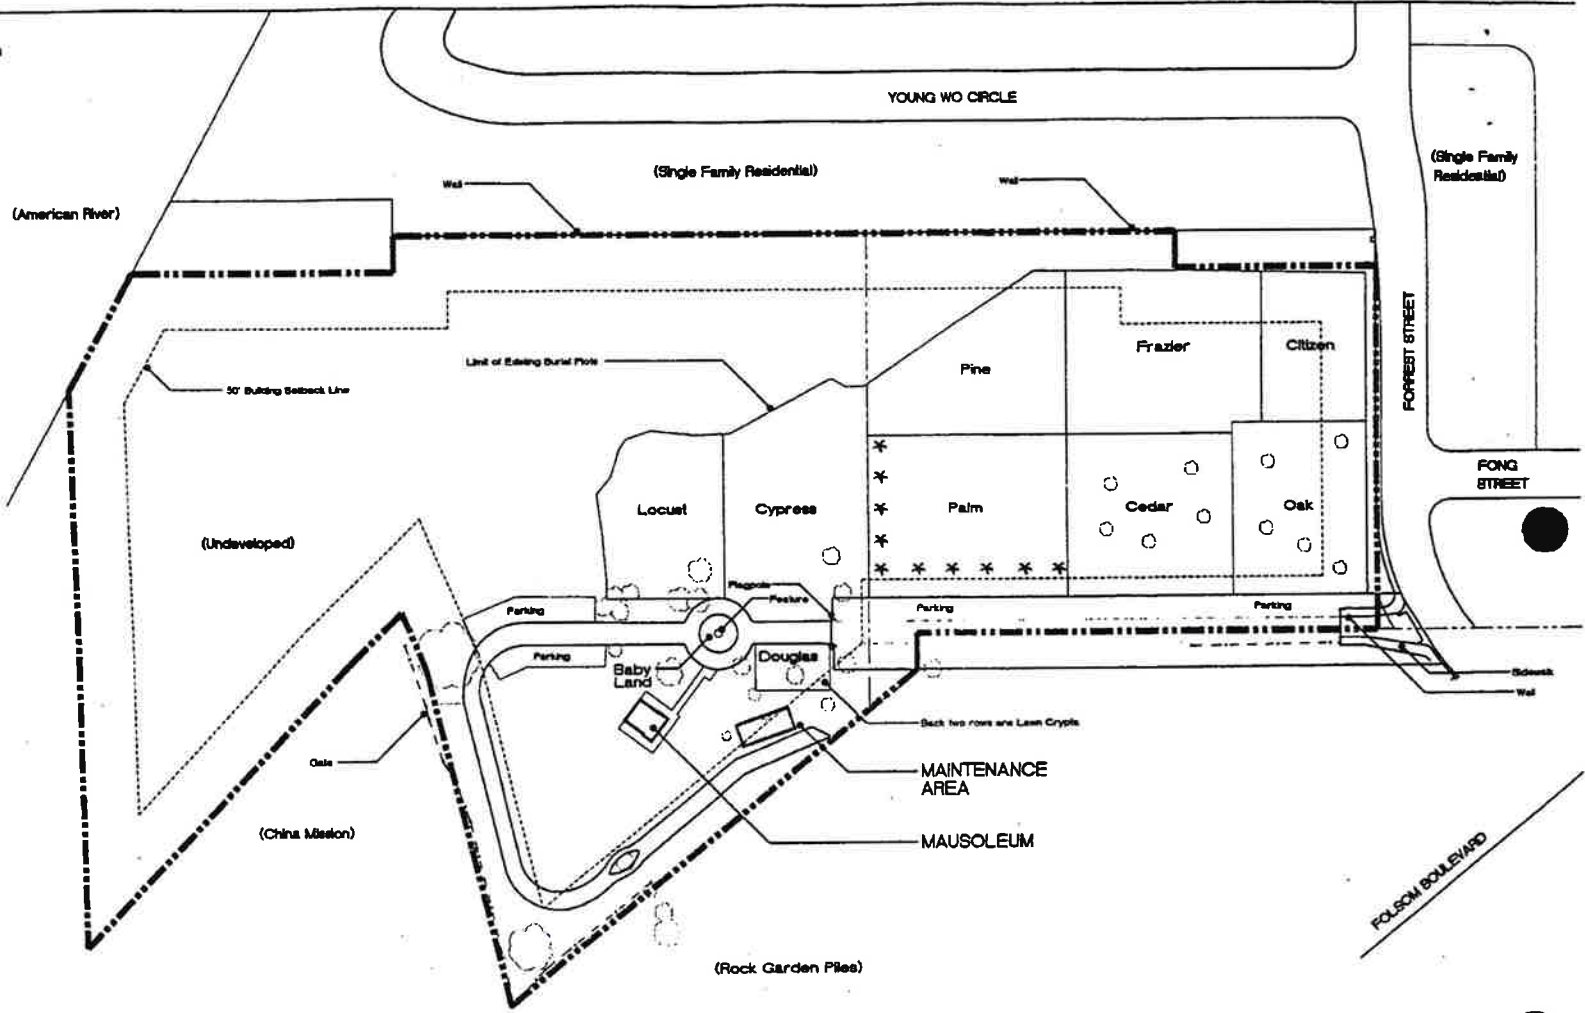 YOUNG WO CIRCLE
(Single Family Residential)
(Single Family
Residential)
Wall
Wall
(American River)
FORREST STREET
Frazier
Citizen
Pine
Limit of Existing Burial Plots
50' Building Setback Line
FONG
STREET
Locust
Cypress
Palm
Cedar
Oak
(Undeveloped)
Flagpole
Feature
Parking
Parking
Parking
Parking
Baby
Land
Douglas
Sidewalk
Wall
Back two rows are Lawn Crypts
Gate
MAINTENANCE
AREA
(China Mission)
MAUSOLEUM
FOLSOM BOULEVARD
(Rock Garden Piles)